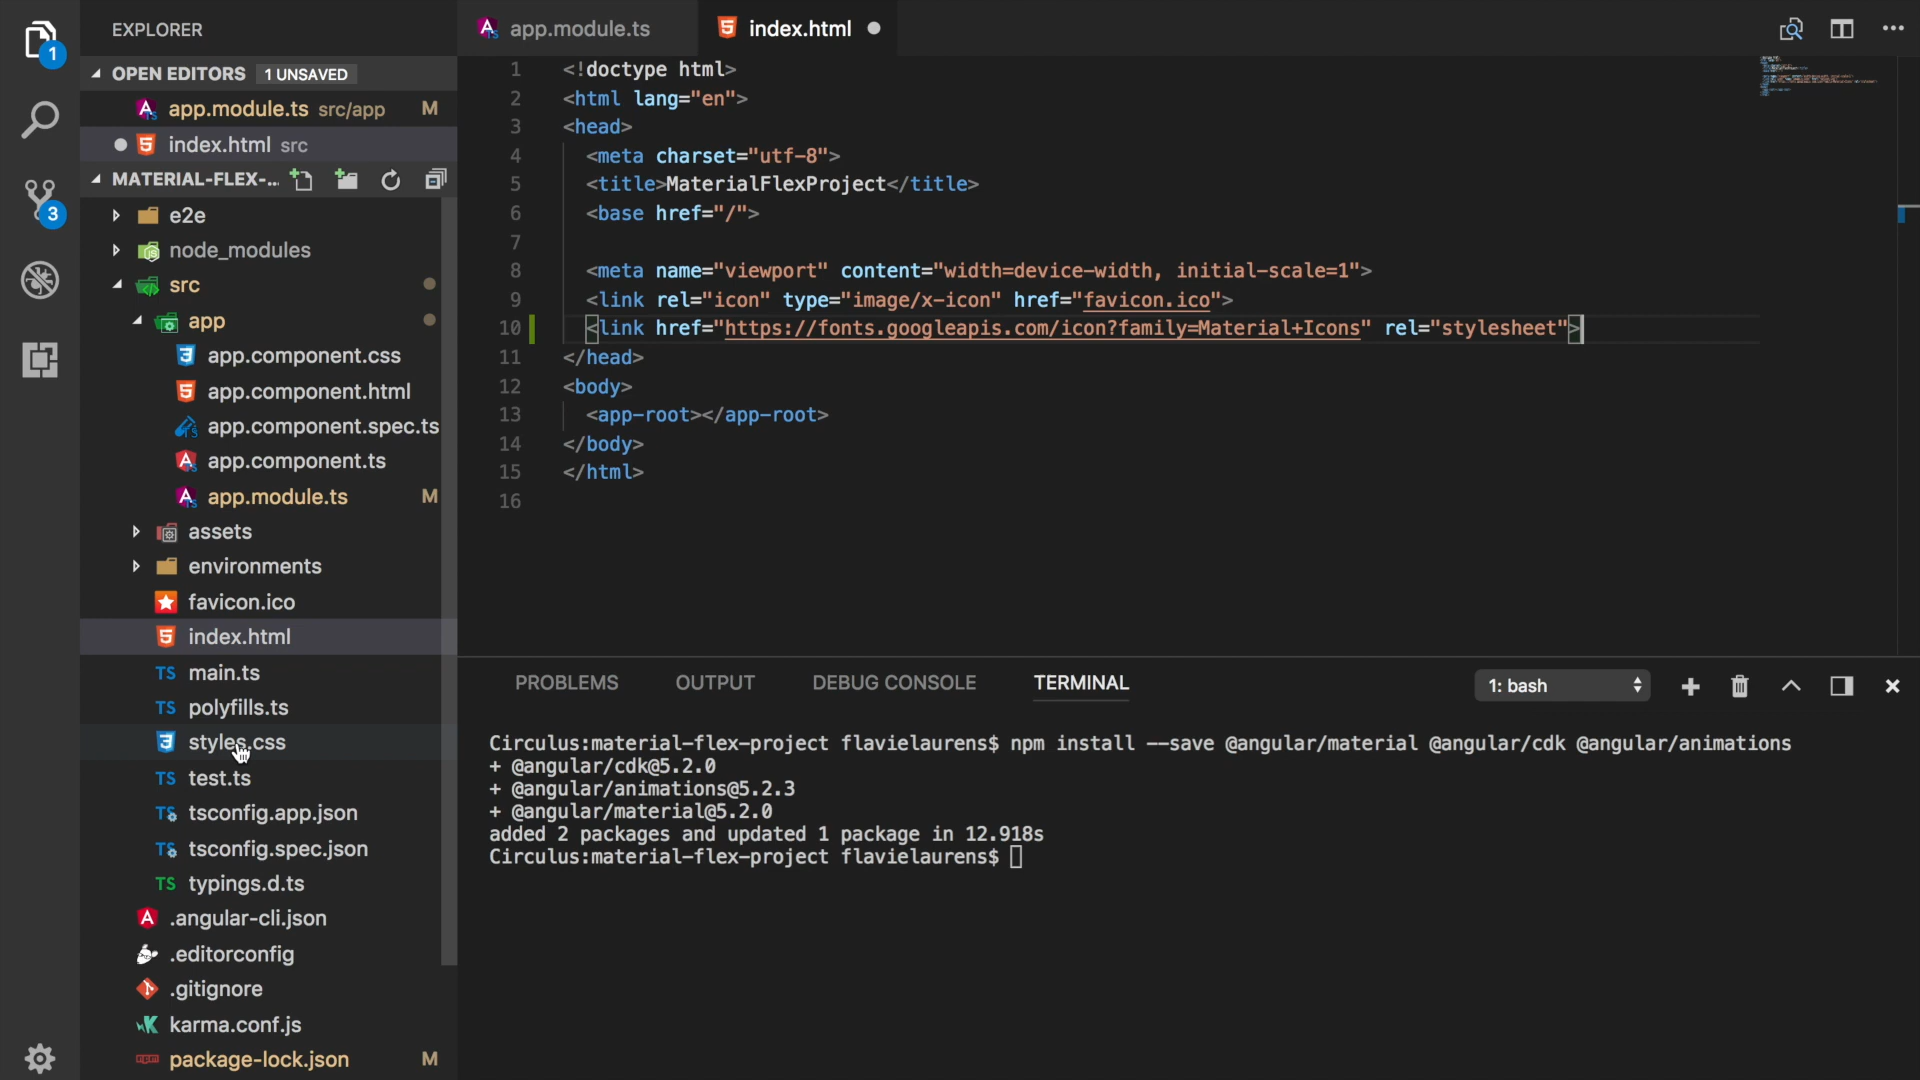 EXPLORER
OPEN EDITORS 1 UNSAVED
app.module.ts src/app M
index.html src
MATERIAL-FLEX-...
e2e
node_modules
src
app
app.component.css
app.component.html
app.component.spec.ts
app.component.ts
app.module.ts M
assets
environments
favicon.ico
index.html
main.ts
polyfills.ts
styles.css
test.ts
tsconfig.app.json
tsconfig.spec.json
typings.d.ts
.angular-cli.json
.editorconfig
.gitignore
karma.conf.js
package-lock.json M
1
3
app.module.ts
index.html
1 <!doctype html>
2 <html lang="en">
3 <head>
4 <meta charset="utf-8">
5 <title>MaterialFlexProject</title>
6 <base href="/">
7
8 <meta name="viewport" content="width=device-width, initial-scale=1">
9 <link rel="icon" type="image/x-icon" href="favicon.ico">
10 <link href="https://fonts.googleapis.com/icon?family=Material+Icons" rel="stylesheet">
11 </head>
12 <body>
13 <app-root></app-root>
14 </body>
15 </html>
16
PROBLEMS OUTPUT DEBUG CONSOLE TERMINAL 1: bash
Circulus:material-flex-project flavielaurens$ npm install --save @angular/material @angular/cdk @angular/animations
+ @angular/cdk@5.2.0
+ @angular/animations@5.2.3
+ @angular/material@5.2.0
added 2 packages and updated 1 package in 12.918s
Circulus:material-flex-project flavielaurens$